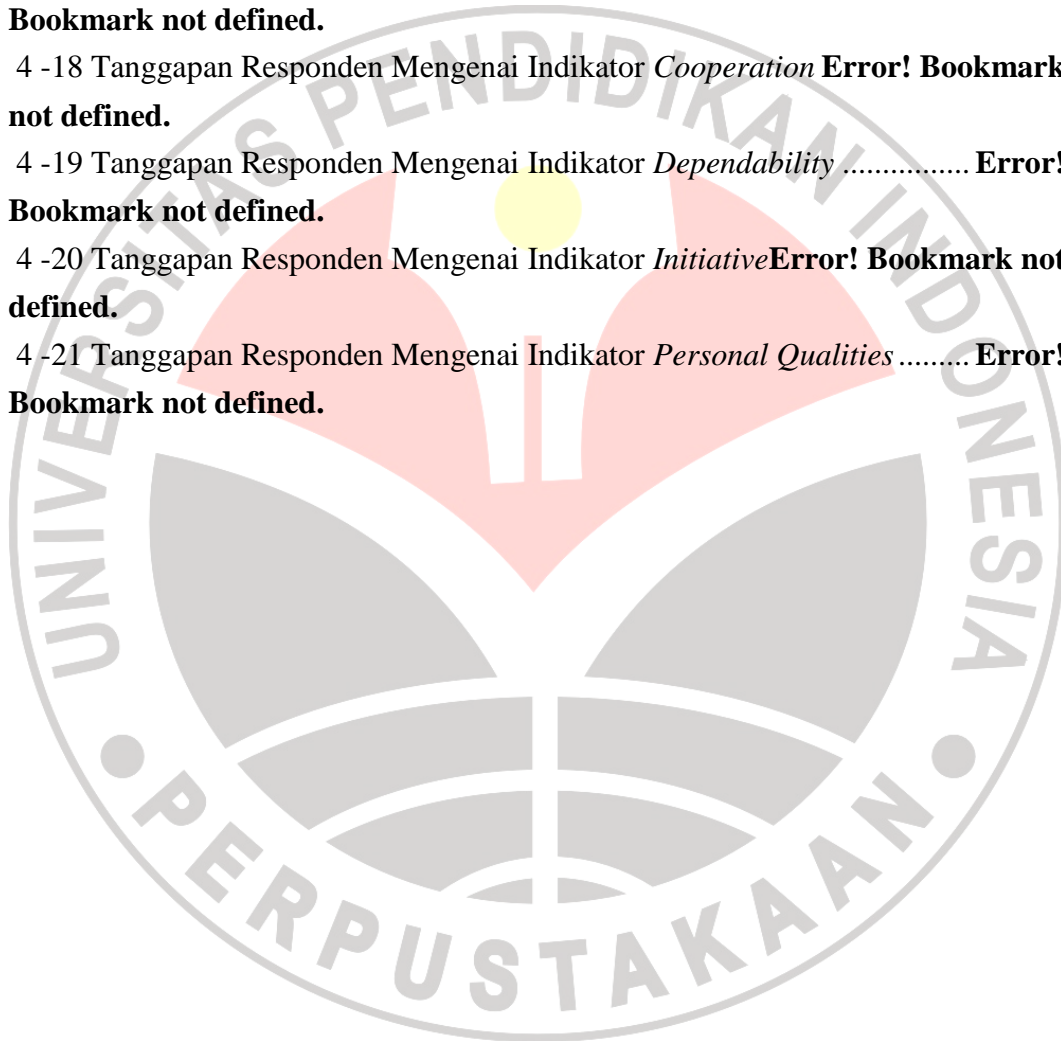 Bookmark not defined.
4 -18 Tanggapan Responden Mengenai Indikator Cooperation Error! Bookmark
not defined.
4 -19 Tanggapan Responden Mengenai Indikator Dependability ................ Error!
Bookmark not defined.
4 -20 Tanggapan Responden Mengenai Indikator InitiativeError! Bookmark not
defined.
4 -21 Tanggapan Responden Mengenai Indikator Personal Qualities ......... Error!
Bookmark not defined.
UNIVERSITAS PENDIDIKAN INDONESIA
PERPUSTAKAAN